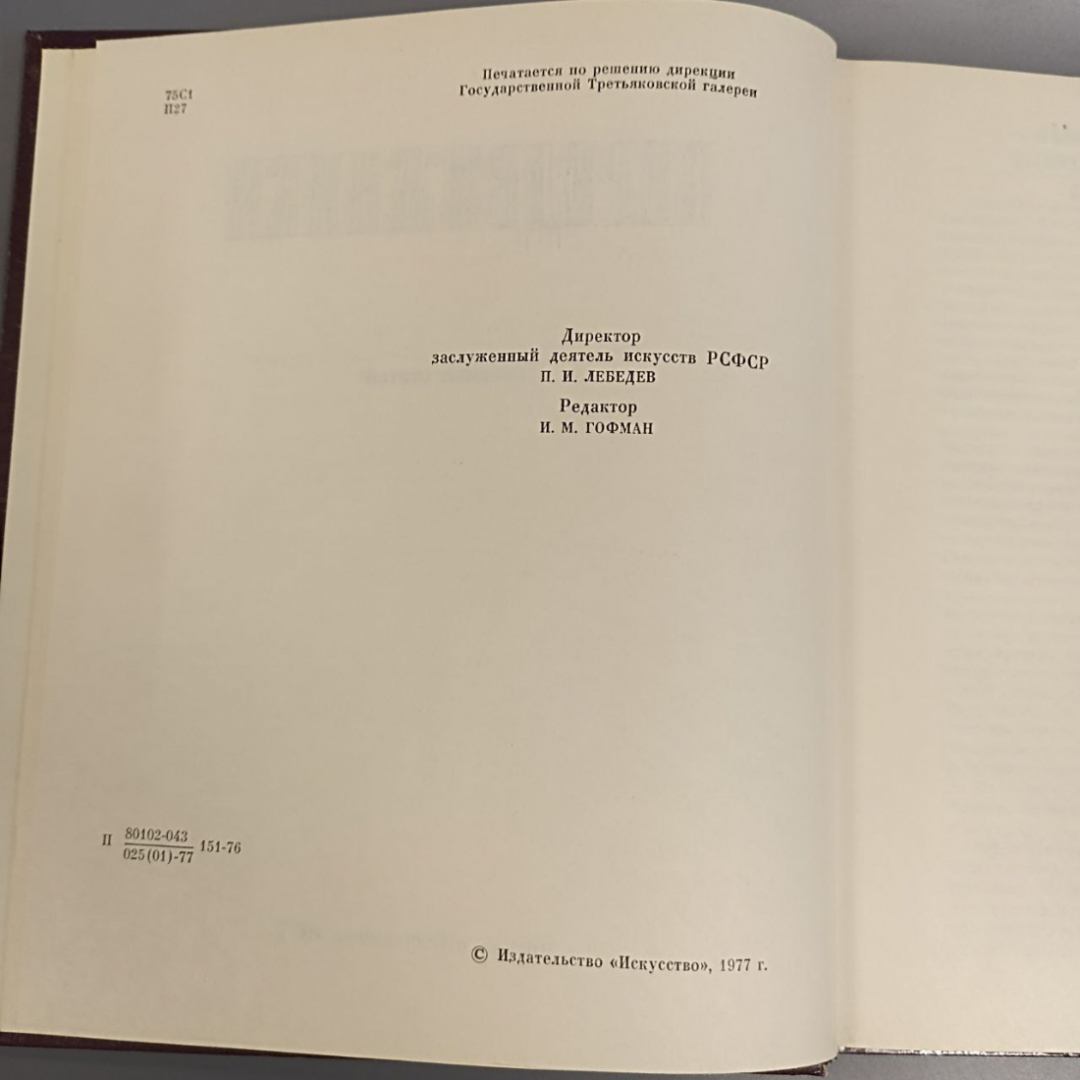 75С1
П27
Печатается по решению дирекции
Государственной Третьяковской галереи
Директор
заслуженный деятель искусств РСФСР
П. И. ЛЕБЕДЕВ
Редактор
И. М. ГОФМАН
П 80102-043 151-76
025(01)-77
© Издательство «Искусство», 1977 г.